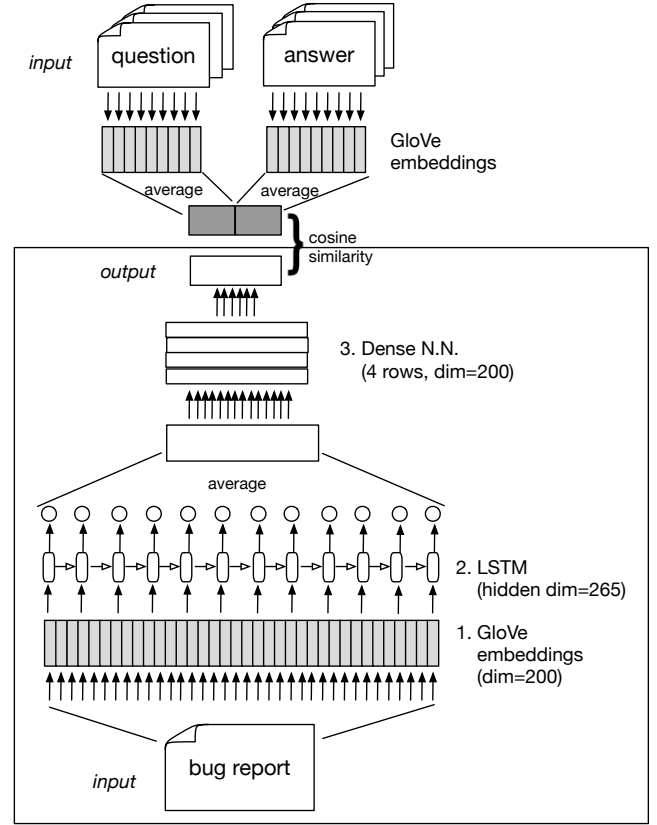 input
question
answer
GloVe
embeddings
average
average
cosine
similarity
output
3. Dense N.N.
(4 rows, dim=200)
average
2. LSTM
(hidden dim=265)
1. GloVe
embeddings
(dim=200)
bug report
input